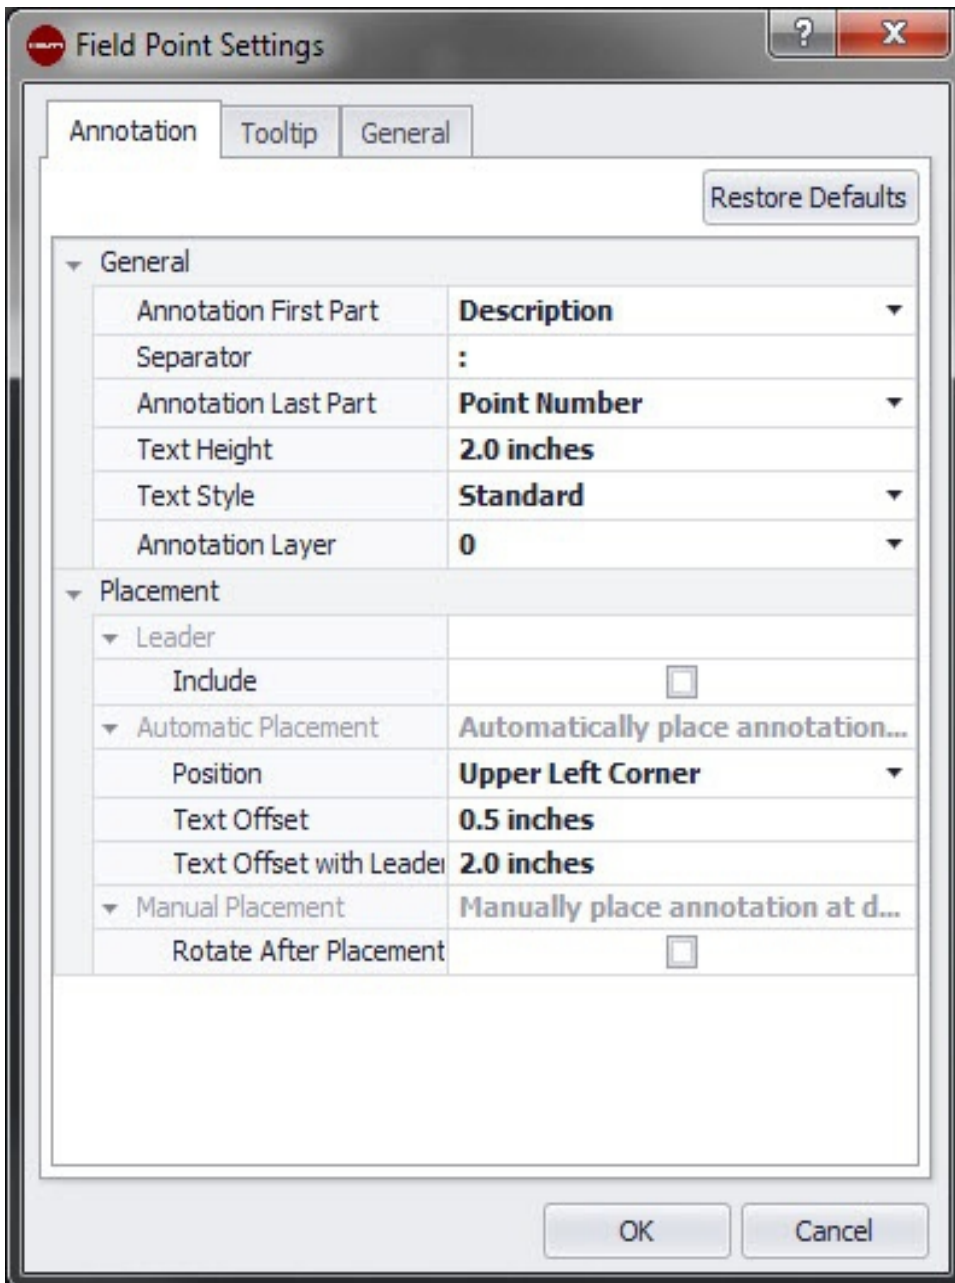 Field Point Settings
?
X
Annotation Tooltip General
Restore Defaults
General
Annotation First Part Description
Separator :
Annotation Last Part Point Number
Text Height 2.0 inches
Text Style Standard
Annotation Layer 0
Placement
Leader
Include
Automatic Placement Automatically place annotation...
Position Upper Left Corner
Text Offset 0.5 inches
Text Offset with Leader 2.0 inches
Manual Placement Manually place annotation at d...
Rotate After Placement
OK Cancel